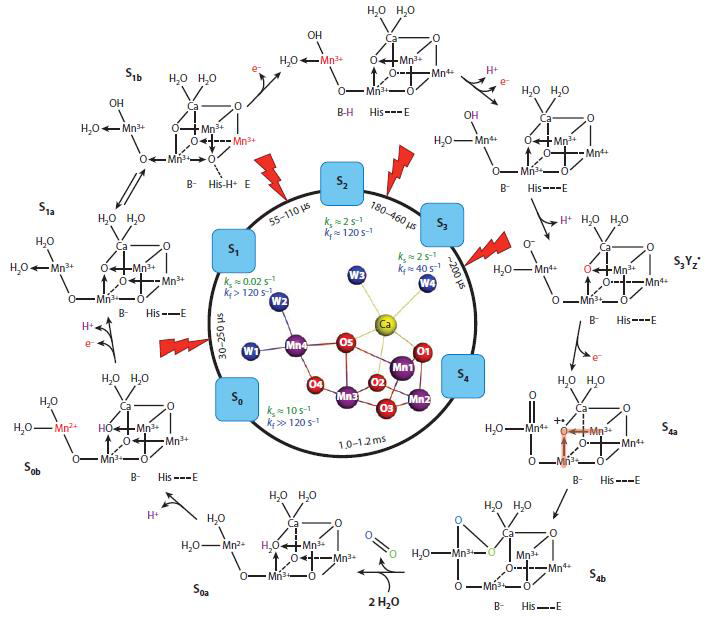 S1b
H2O H2O
OH
Ca
O
H2O
Mn3+
O
Mn3+
O
Mn3+
O
Mn3+
O
B- His-H+ E
e-
H2O H2O
OH
Ca
O
H2O
Mn3+
O
Mn3+
O
Mn4+
O
Mn3+
O
B-H His E
H+
e-
H2O H2O
OH
Ca
O
H2O
Mn4+
O
Mn3+
O
Mn4+
O
Mn3+
O
B- His E
H+
H2O H2O
O-
Ca
O
H2O
Mn4+
O
Mn3+
O
Mn4+
O
Mn3+
O
B- His E
S3YZ•
e-
H2O H2O
O
Ca
O
H2O
Mn4+
++
O
Mn3+
O
Mn4+
O
Mn3+
O
B- His E
S4a
H2O H2O
O
Ca
O
H2O
Mn3+
O
Mn3+
O
Mn4+
O
Mn3+
O
B- His E
S4b
O
O
2 H2O
H2O H2O
H2O
Ca
O
H2O
Mn2+
H2O
Mn3+
O
Mn3+
O
Mn3+
O
S0a
H+
H2O H2O
H2O
Ca
O
H2O
Mn2+
HO
Mn3+
O
Mn3+
O
Mn3+
O
B- His E
S0b
H+
e-
S1a
H2O H2O
H2O
Ca
O
H2O
Mn3+
O
Mn3+
O
Mn3+
O
Mn3+
O
B- His E
S2
ks ≈ 2 s-1
kf ≈ 120 s-1
180–460 μs
S3
ks ≈ 2 s-1
kf ≈ 40 s-1
~200 μs
S4
1.0–1.2 ms
S0
ks ≈ 10 s-1
kf >> 120 s-1
30–250 μs
S1
ks ≈ 0.02 s-1
kf > 120 s-1
55–110 μs
W3
W4
W2
Ca
W1
Mn4
O5
O1
Mn1
O4
O2
Mn3
Mn2
O3